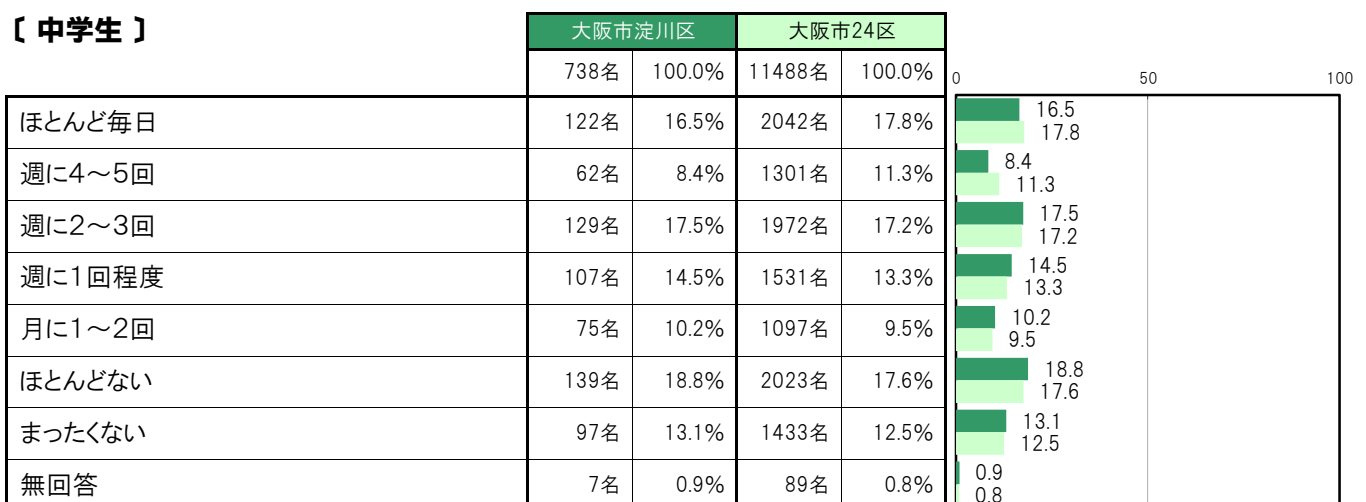 〔 中学生 〕
大阪市淀川区 大阪市24区
738名 100.0% 11488名 100.0%
0 50 100
ほとんど毎日 122名 16.5% 2042名 17.8% 16.5
17.8
週に4～5回 62名 8.4% 1301名 11.3% 8.4
11.3
週に2～3回 129名 17.5% 1972名 17.2% 17.5
17.2
週に1回程度 107名 14.5% 1531名 13.3% 14.5
13.3
月に1～2回 75名 10.2% 1097名 9.5% 10.2
9.5
ほとんどない 139名 18.8% 2023名 17.6% 18.8
17.6
まったくない 97名 13.1% 1433名 12.5% 13.1
12.5
無回答 7名 0.9% 89名 0.8% 0.9
0.8